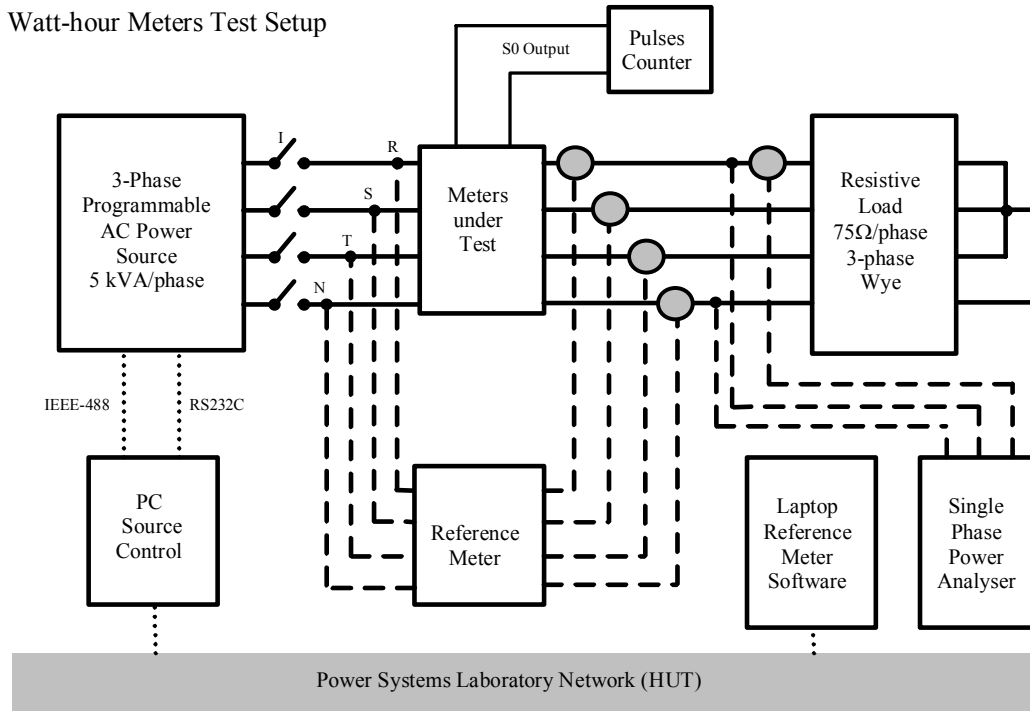 Watt-hour Meters Test Setup
S0 Output
Pulses
Counter
3-Phase
Programmable
AC Power
Source
5 kVA/phase
I
R
S
T
N
Meters
under
Test
Resistive
Load
75Ω/phase
3-phase
Wye
IEEE-488
RS232C
PC
Source
Control
Reference
Meter
Laptop
Reference
Meter
Software
Single
Phase
Power
Analyser
Power Systems Laboratory Network (HUT)